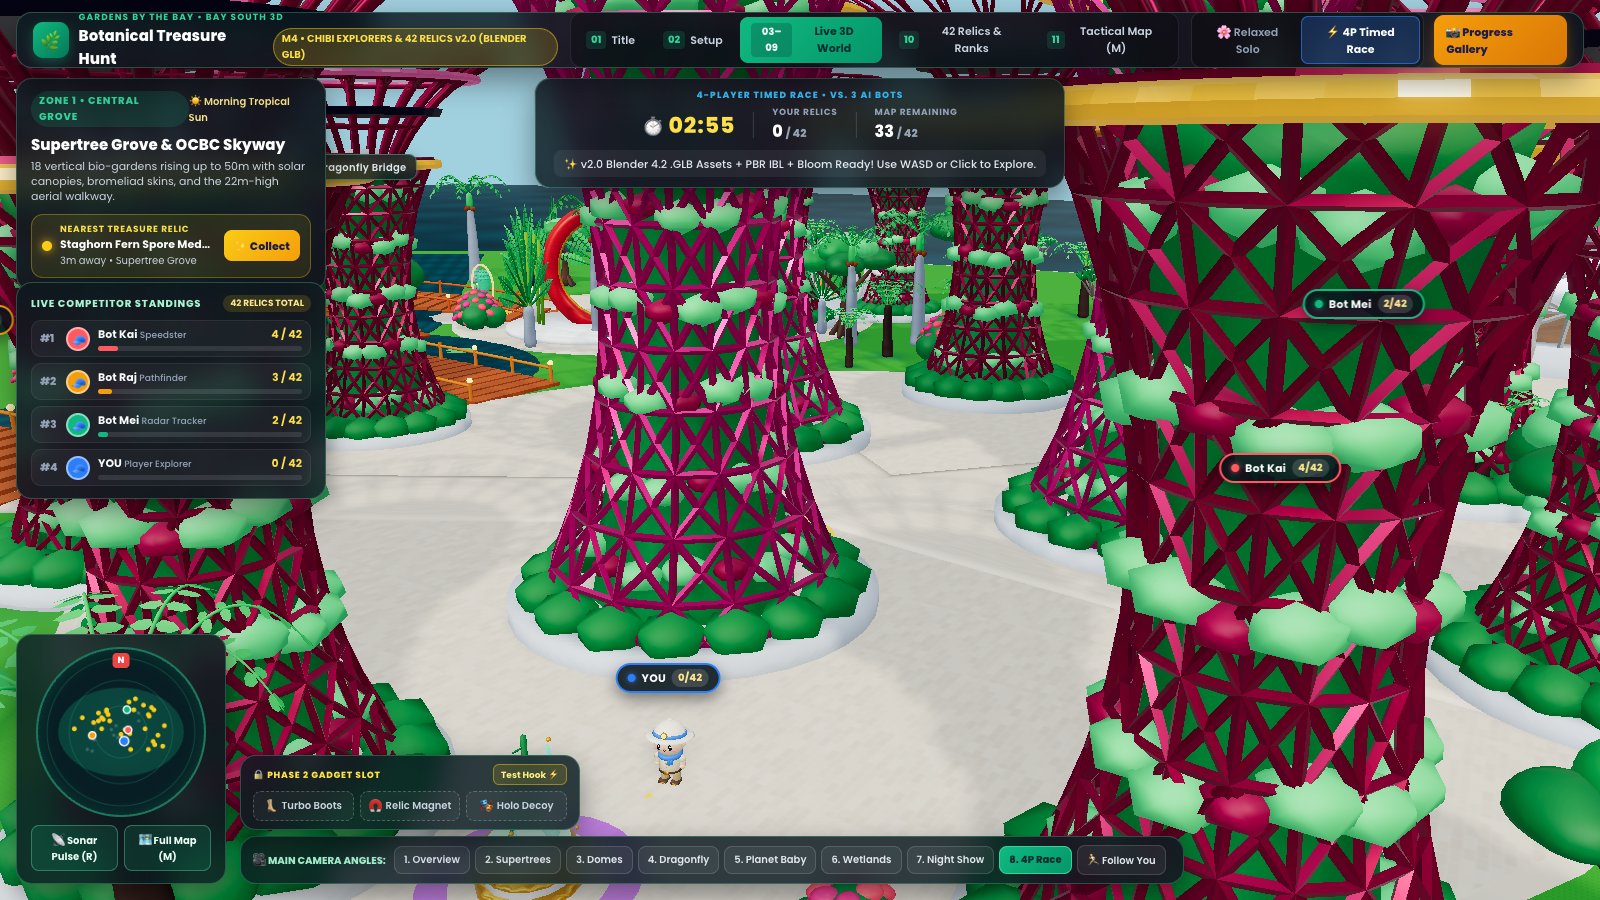 GARDENS BY THE BAY • BAY SOUTH 3D
Botanical Treasure
Hunt
M4 • CHIBI EXPLORERS & 42 RELICS v2.0 (BLENDER
GLB)
01 Title
02 Setup
03–
09
Live 3D
World
10
42 Relics &
Ranks
11
Tactical Map
(M)
Relaxed
Solo
4P Timed
Race
Progress
Gallery
ZONE 1 • CENTRAL
GROVE
Morning Tropical
Sun
Supertree Grove & OCBC Skyway
18 vertical bio-gardens rising up to 50m with solar
canopies, bromeliad skins, and the 22m-high
aerial walkway.
NEAREST TREASURE RELIC
Staghorn Fern Spore Med...
3m away • Supertree Grove
Collect
LIVE COMPETITOR STANDINGS
42 RELICS TOTAL
#1 Bot Kai Speedster 4 / 42
#2 Bot Raj Pathfinder 3 / 42
#3 Bot Mei Radar Tracker 2 / 42
#4 YOU Player Explorer 0 / 42
agonfly Bridge
4-PLAYER TIMED RACE • VS. 3 AI BOTS
02:55
YOUR RELICS
0 / 42
MAP REMAINING
33 / 42
v2.0 Blender 4.2 .GLB Assets + PBR IBL + Bloom Ready! Use WASD or Click to Explore.
Bot Mei 2/42
Bot Kai 4/42
YOU 0/42
N
Sonar
Pulse (R)
Full Map
(M)
PHASE 2 GADGET SLOT
Test Hook
Turbo Boots
Relic Magnet
Holo Decoy
MAIN CAMERA ANGLES:
1. Overview
2. Supertrees
3. Domes
4. Dragonfly
5. Planet Baby
6. Wetlands
7. Night Show
8. 4P Race
Follow You